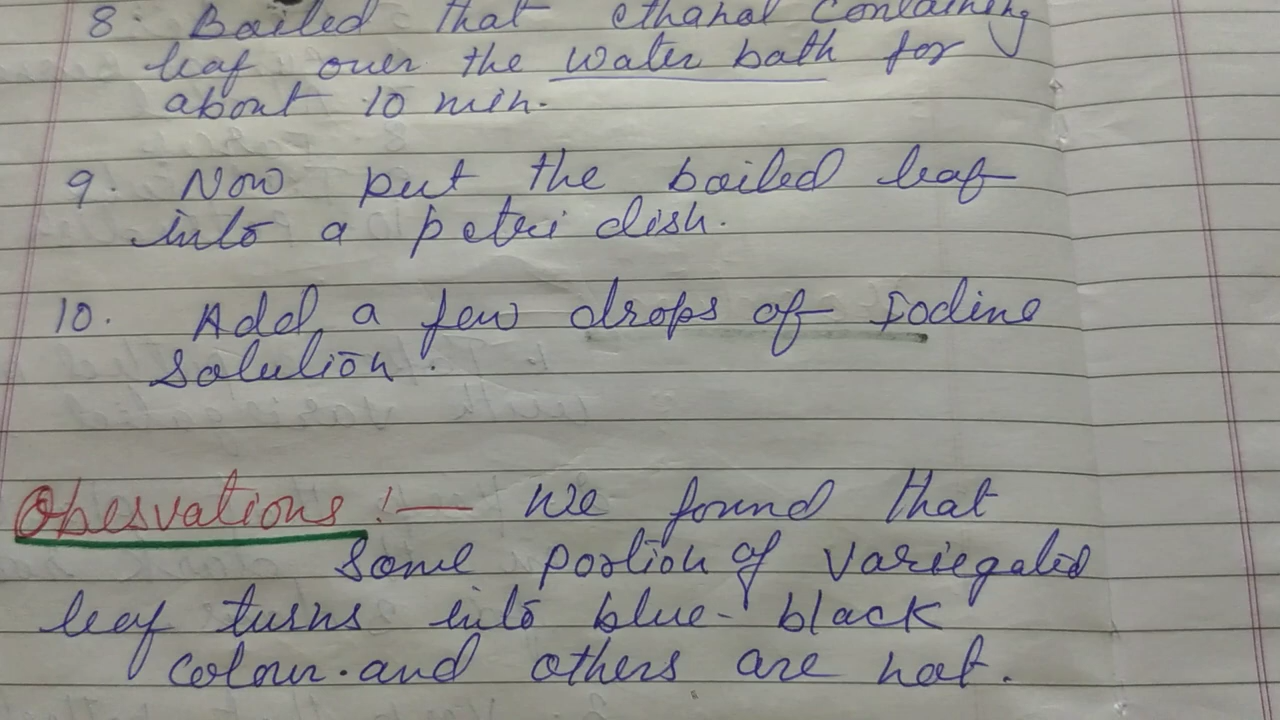 8. Boiled that ethanol containing
leaf over the water bath for
about 10 min.
9. Now put the boiled leaf
into a petri dish.
10. Add a few drops of Iodine
solution.
Obesvations :— We found that
some portion of variegated
leaf turns into blue-black
colour. and others are not.